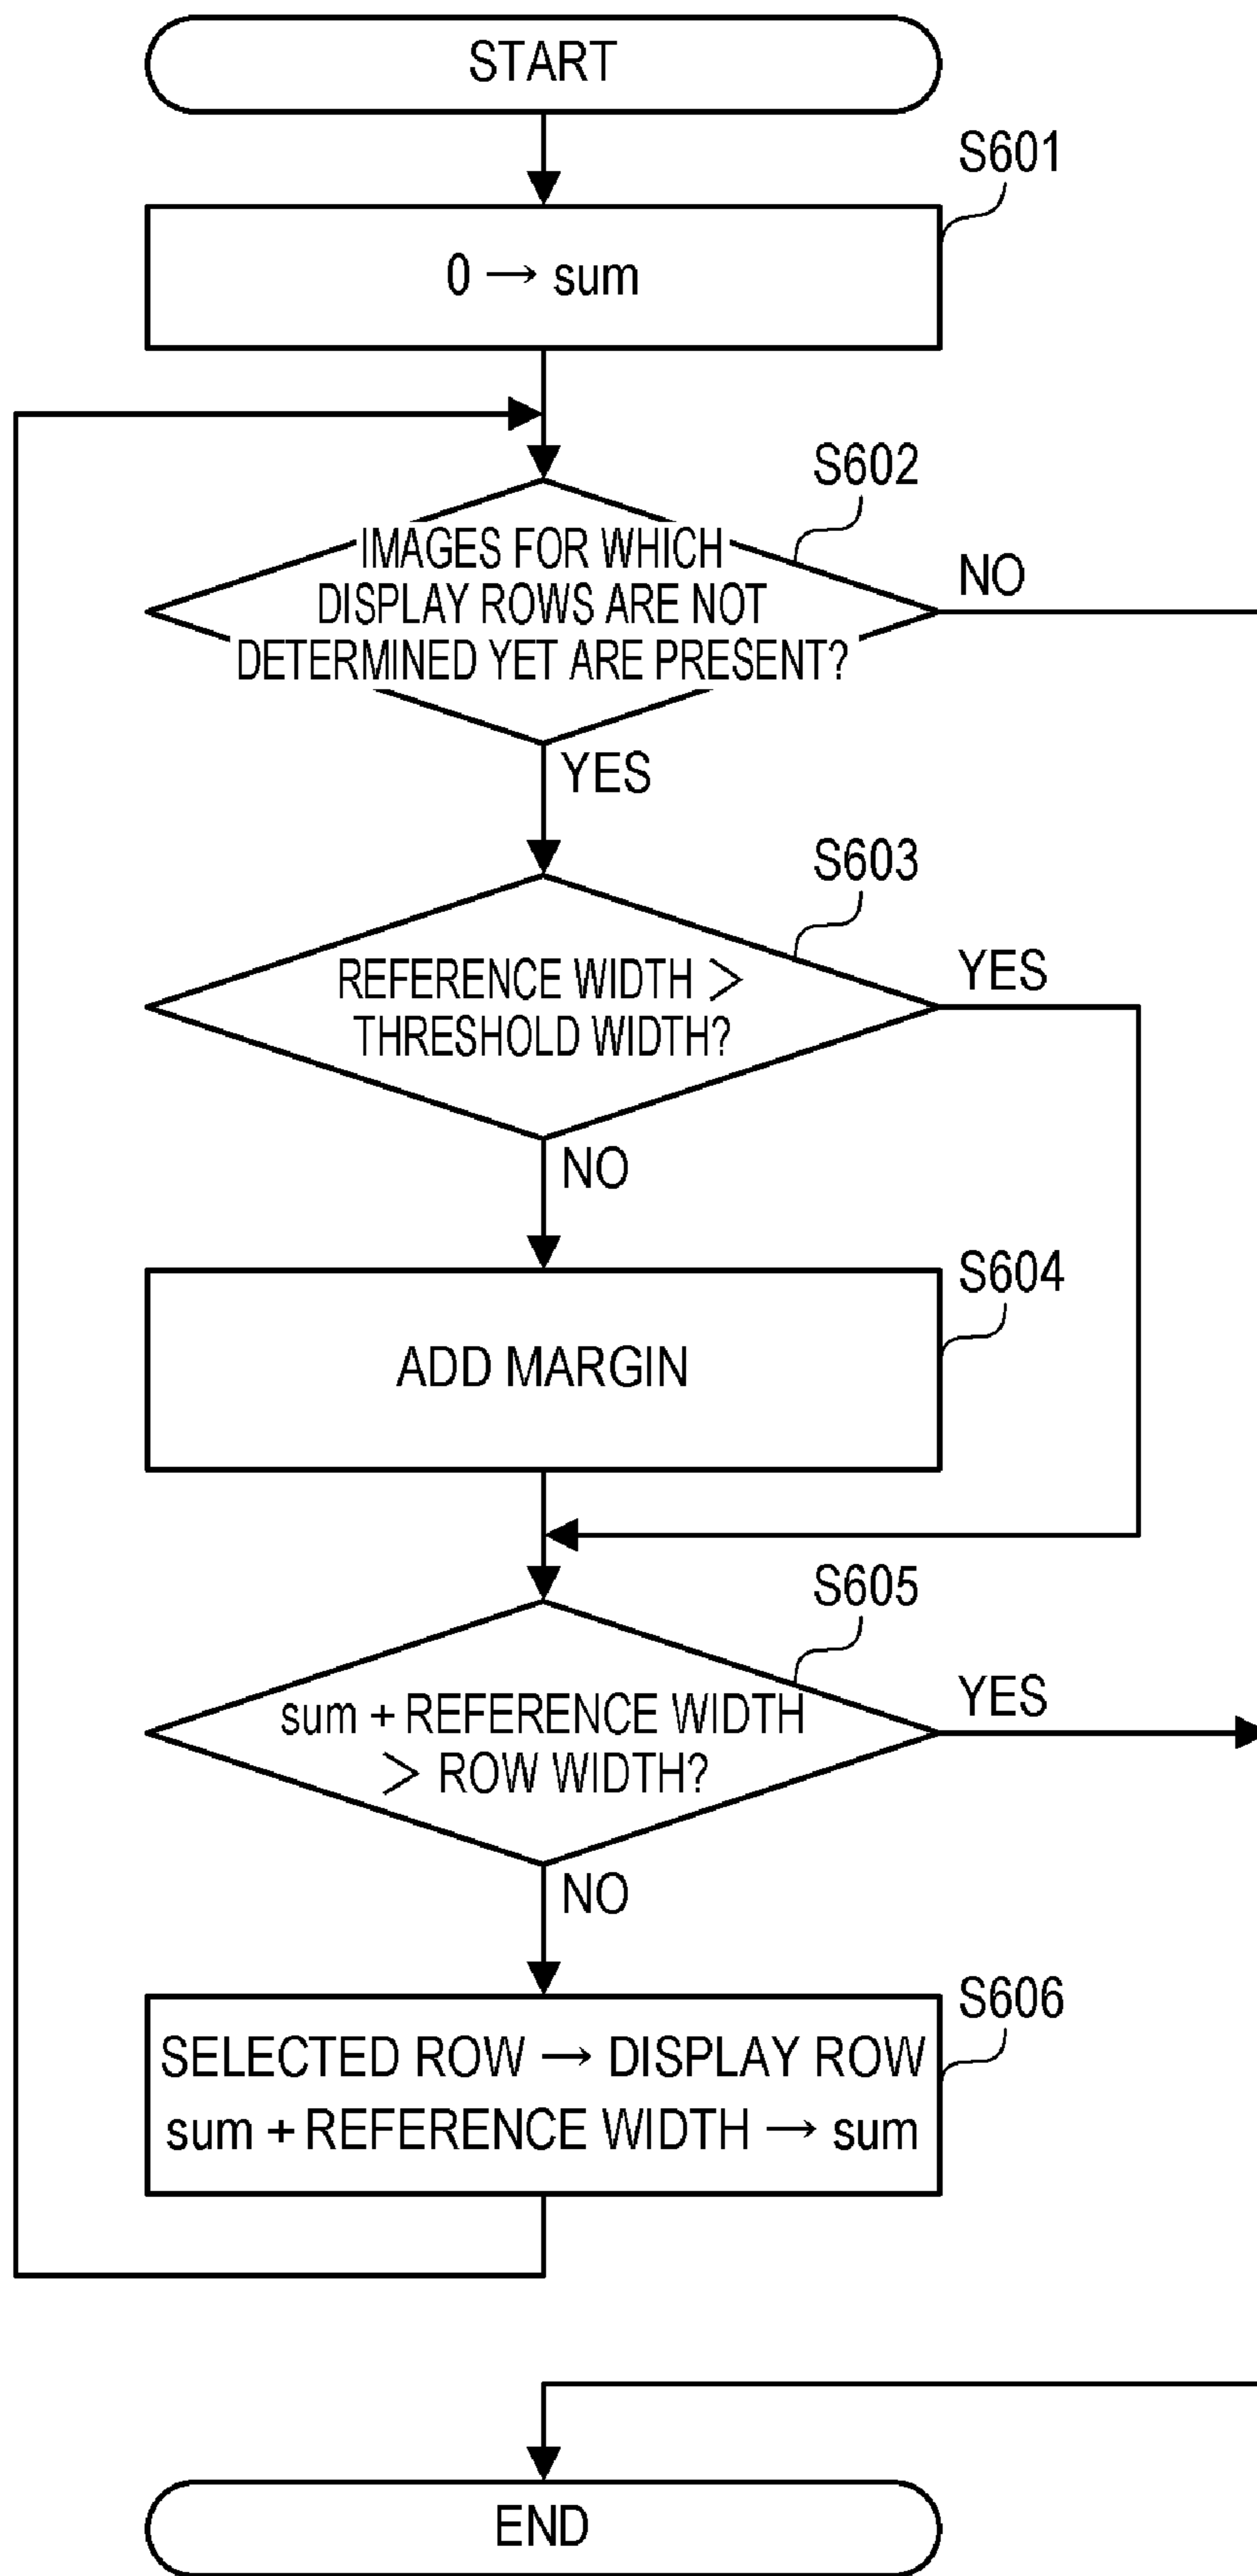 START
S601
0 → sum
S602
IMAGES FOR WHICH
DISPLAY ROWS ARE NOT
DETERMINED YET ARE PRESENT?
NO
YES
S603
REFERENCE WIDTH >
THRESHOLD WIDTH?
YES
NO
S604
ADD MARGIN
S605
sum + REFERENCE WIDTH
> ROW WIDTH?
YES
NO
S606
SELECTED ROW → DISPLAY ROW
sum + REFERENCE WIDTH → sum
END